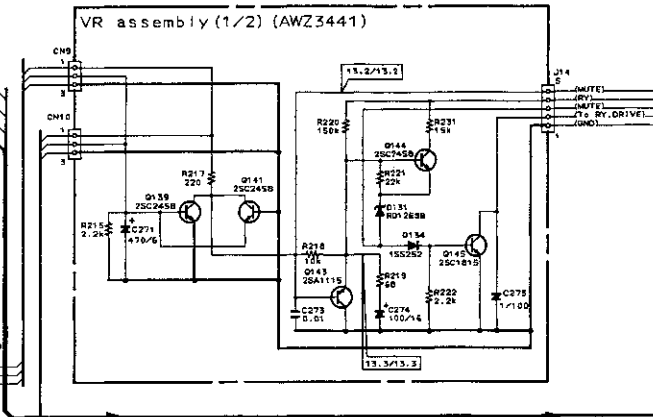 VR assembly(1/2)(AWZ3441)
CN9
1
3
CN10
1
3
13.2/13.2
J14
5
(MUTE)
(RY)
(MUTE)
(To RY.DRIVE)
(GND)
1
R220
150k
R231
15k
Q144
2SC2458
R217
220
Q141
2SC2458
Q139
2SC2458
R221
22k
D131
RD12ESB
R215
2.2k
C271
470/6
R218
10k
D134
1SS252
Q145
2SC1815
Q143
2SA1115
R219
68
C273
0.01
C274
100/16
R222
2.2k
C275
1/100
13.3/13.3